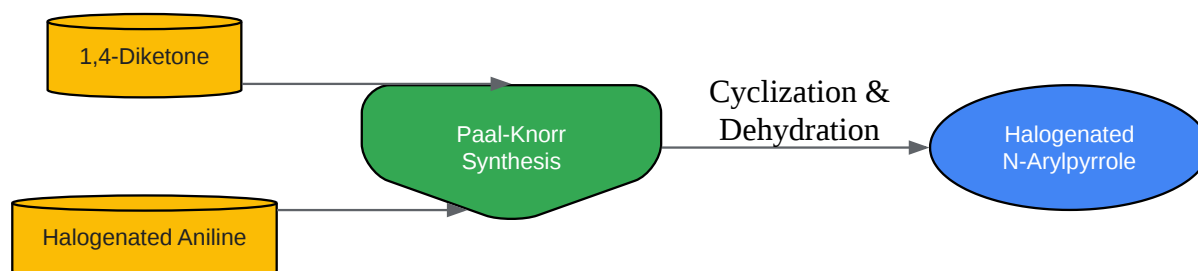 1,4-Diketone
Halogenated Aniline
Paal-Knorr
Synthesis
Cyclization &
Dehydration
Halogenated
N-Arylpyrrole